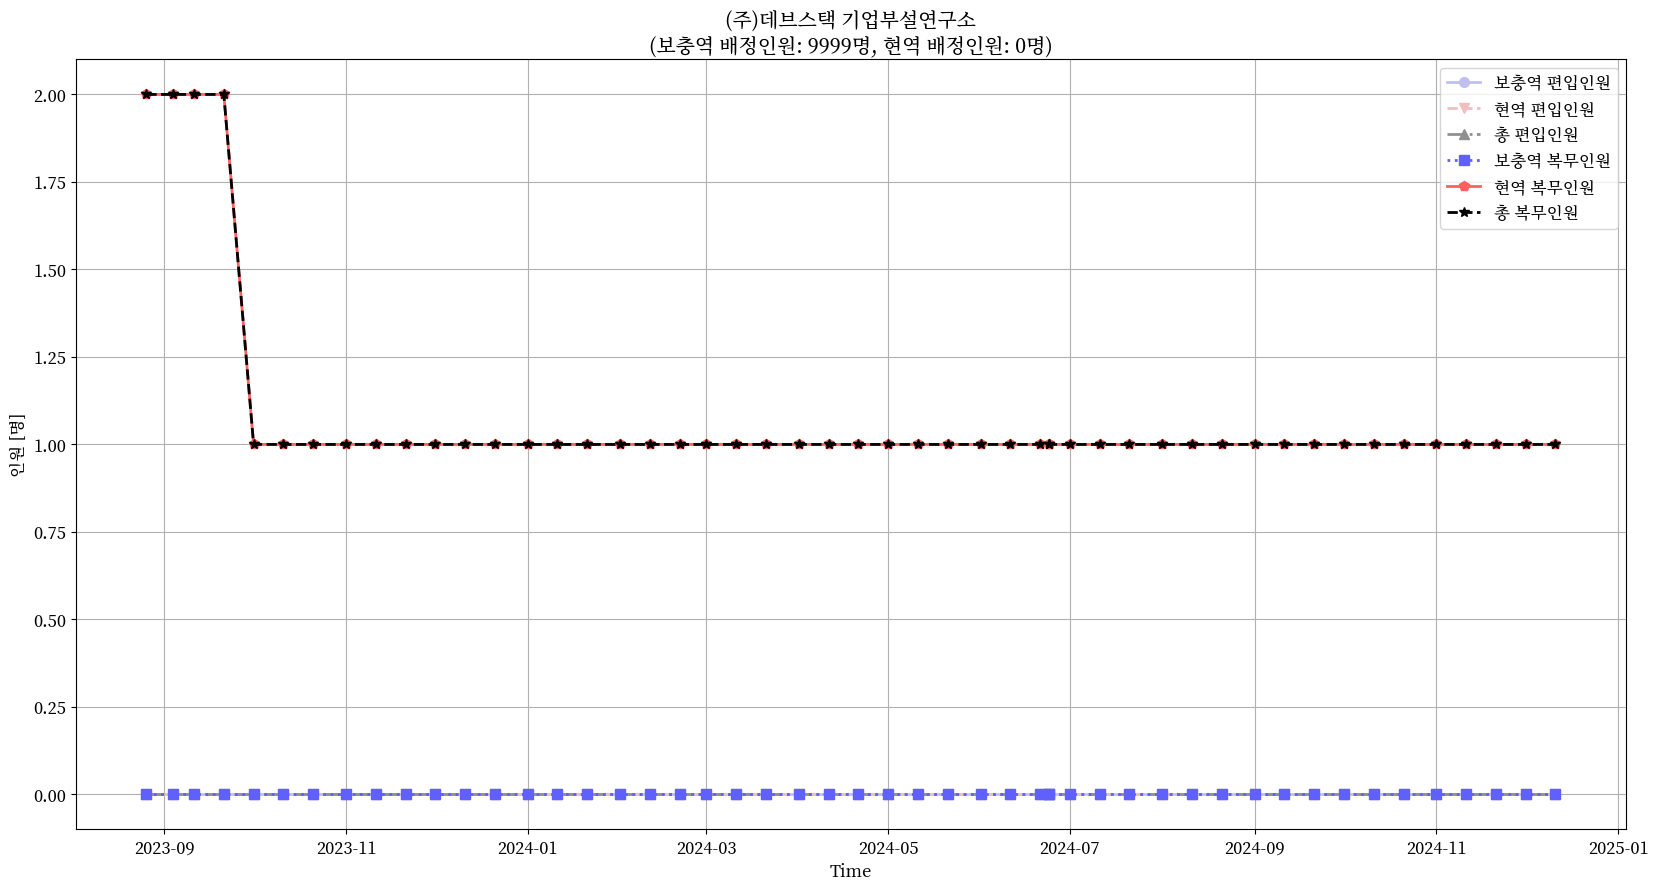 (주)데브스택 기업부설연구소
(보충역 배정인원: 9999명, 현역 배정인원: 0명)
2.00
1.75
1.50
1.25
1.00
0.75
0.50
0.25
0.00
인원 [명]
보충역 편입인원
현역 편입인원
총 편입인원
보충역 복무인원
현역 복무인원
총 복무인원
2023-09
2023-11
2024-01
2024-03
2024-05
2024-07
2024-09
2024-11
2025-01
Time